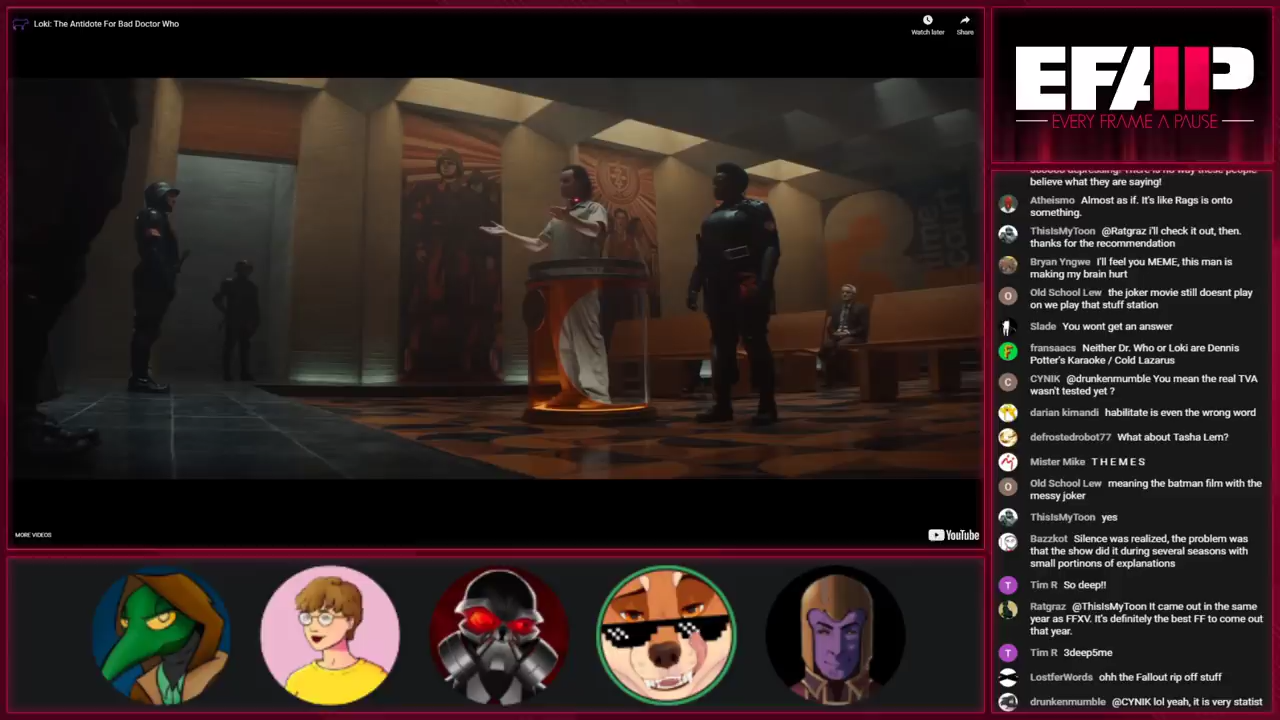 Loki: The Antidote For Bad Doctor Who
Watch later
Share
time
court
MORE VIDEOS
YouTube
EFAP
EVERY FRAME A PAUSE
believe what they are saying!
Atheismo Almost as if. It's like Rags is onto
something.
ThisIsMyToon @Ratgraz i'll check it out, then.
thanks for the recommendation
Bryan Yngwe I'll feel you MEME, this man is
making my brain hurt
Old School Lew the joker movie still doesnt play
on we play that stuff station
Slade You wont get an answer
fransaacs Neither Dr. Who or Loki are Dennis
Potter's Karaoke / Cold Lazarus
CYNIK @drunkenmumble You mean the real TVA
wasn't tested yet ?
darian kimandi habilitate is even the wrong word
defrostedrobot77 What about Tasha Lem?
Mister Mike T H E M E S
Old School Lew meaning the batman film with the
messy joker
ThisIsMyToon yes
Bazzkot Silence was realized, the problem was
that the show did it during several seasons with
small portinons of explanations
Tim R So deep!!
Ratgraz @ThisIsMyToon It came out in the same
year as FFXV. It's definitely the best FF to come out
that year.
Tim R 3deep5me
LostferWords ohh the Fallout rip off stuff
drunkenmumble @CYNIK lol yeah, it is very statist